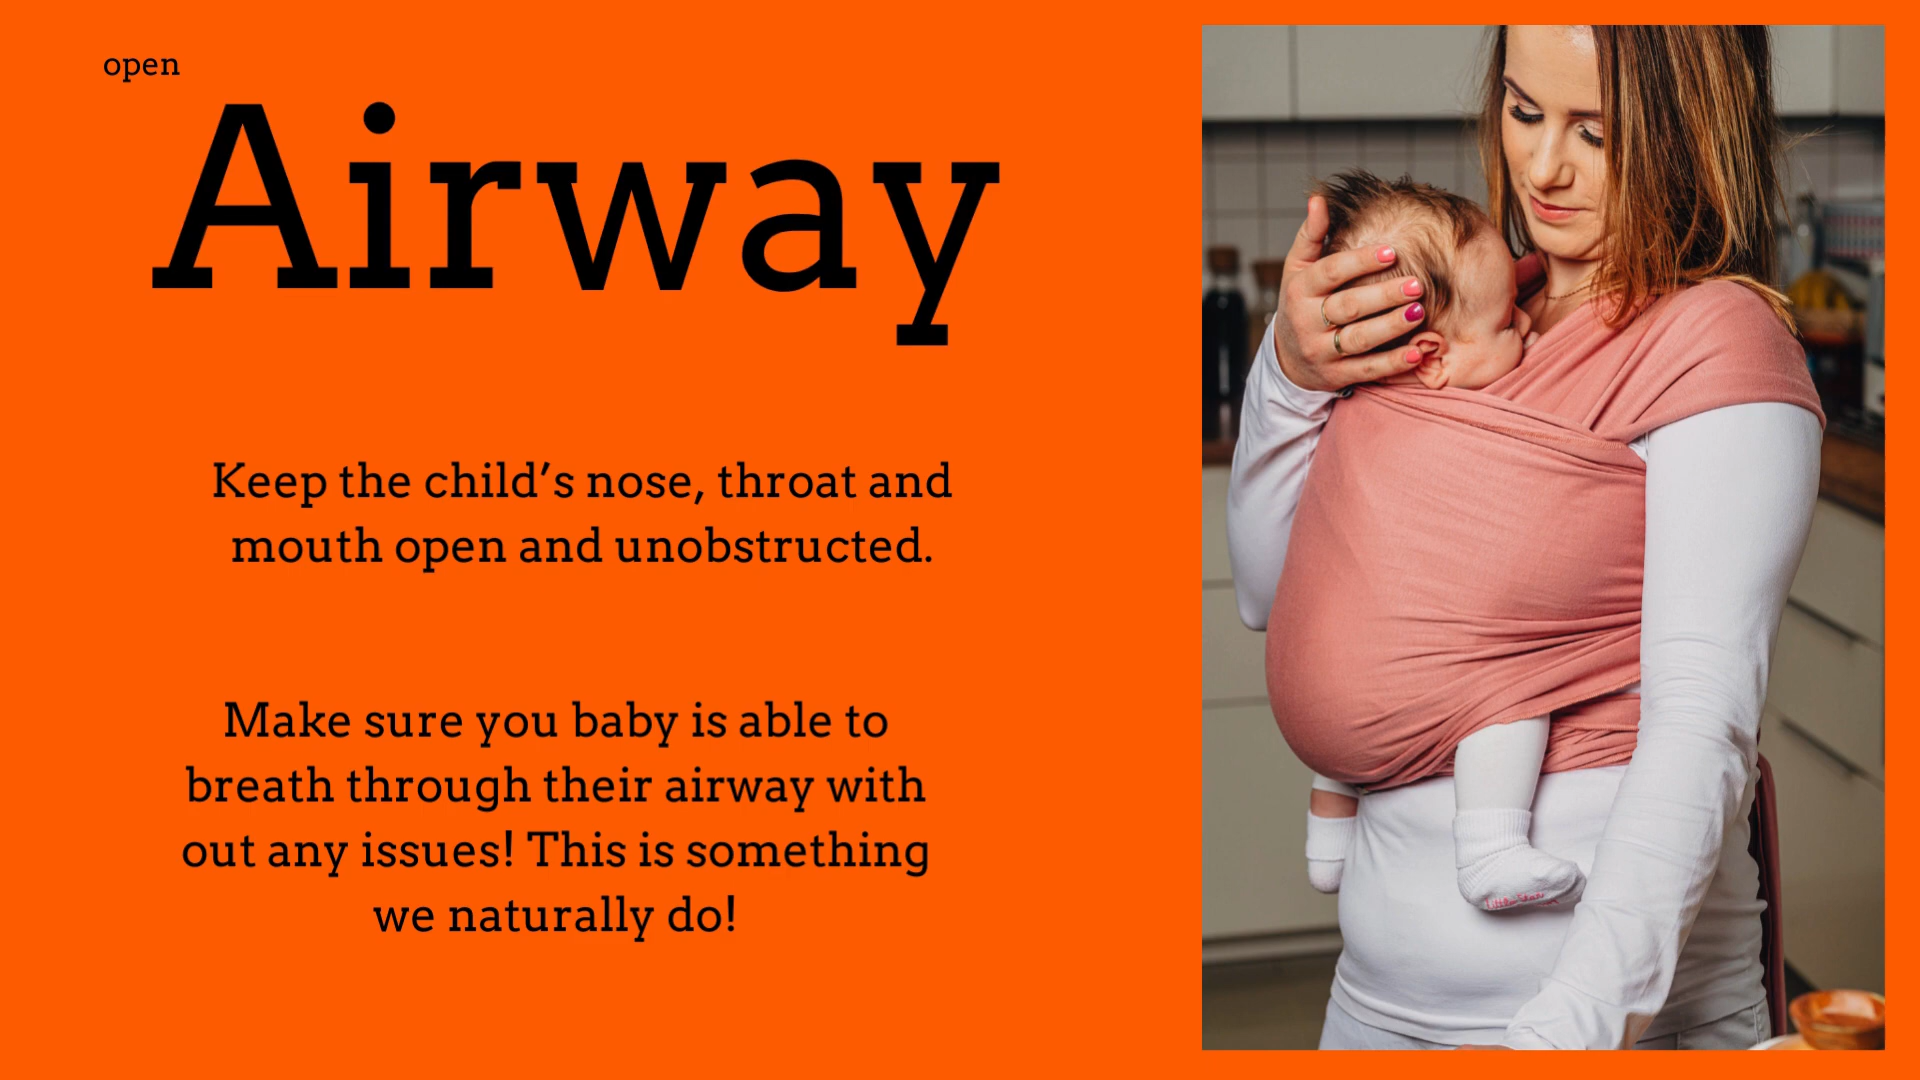 open
Airway
Keep the child’s nose, throat and
mouth open and unobstructed.
Make sure you baby is able to
breath through their airway with
out any issues! This is something
we naturally do!